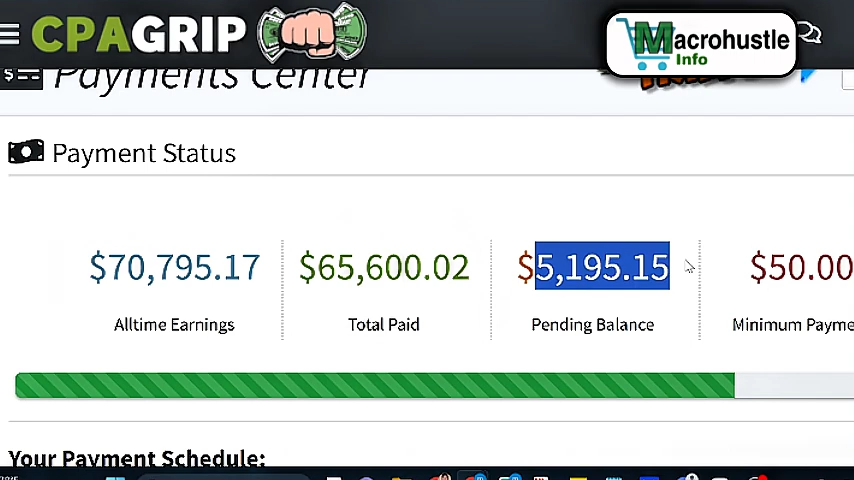 CPAGRIP
Macrohustle
Info
Payments Center
Payment Status
$70,795.17 $65,600.02 $5,195.15 $50.00
Alltime Earnings Total Paid Pending Balance Minimum Payme
Your Payment Schedule: